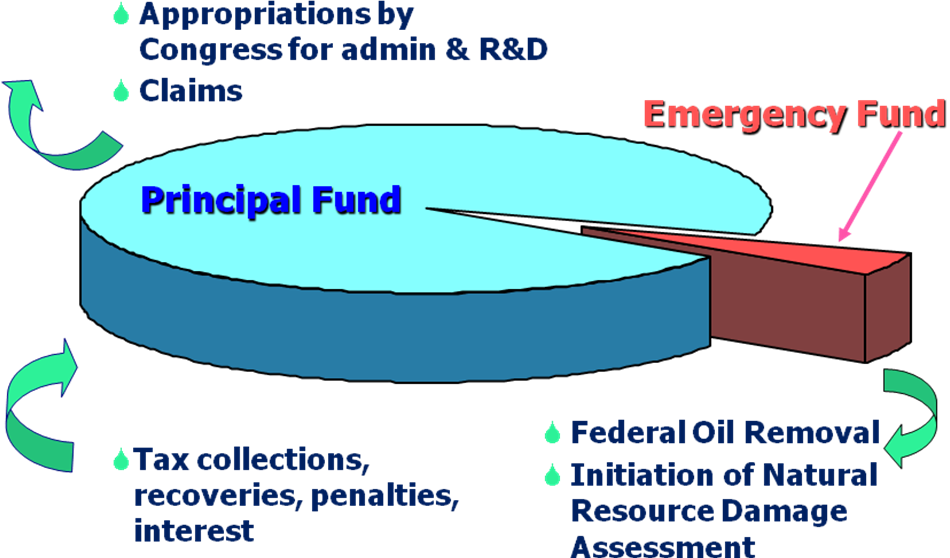 Appropriations by
Congress for admin & R&D
Claims
Emergency Fund
Principal Fund
Tax collections,
recoveries, penalties,
interest
Federal Oil Removal
Initiation of Natural
Resource Damage
Assessment